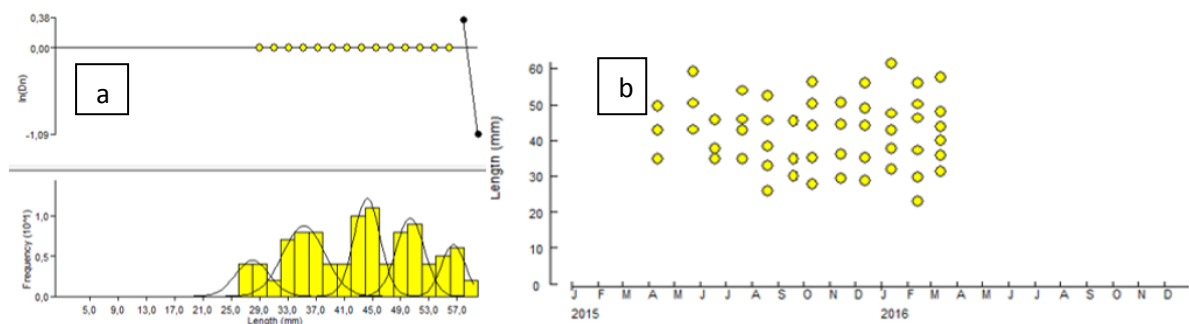 0,38
0,00
-1,09
ln(Dn)
a
Frequency (10^1)
1,0
0,5
0,0
5,0 9,0 13,0 17,0 21,0 25,0 29,0 33,0 37,0 41,0 45,0 49,0 53,0 57,0
Length (mm)
b
Length (mm)
60
50
40
30
20
10
0
J F M A M J J A S O N D J F M A M J J A S O N D
2015 2016